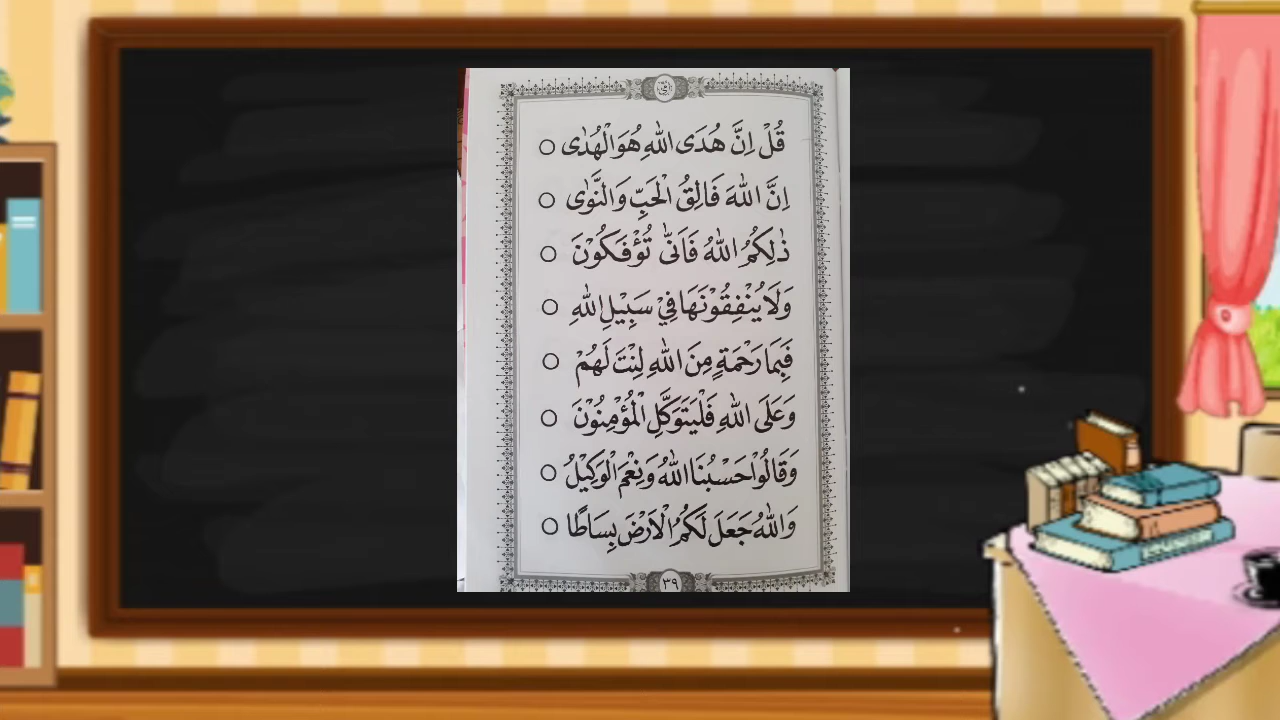 قُلْ اِنَّ هُدَى اللّٰهِ هُوَ الْهُدٰى ○
اِنَّ اللّٰهَ فَالِقُ الْحَبِّ وَالنَّوٰى ○
ذٰلِكُمُ اللّٰهُ فَاَنّٰى تُؤْفَكُوْنَ ○
وَلَا يُنْفِقُوْنَهَا فِيْ سَبِيْلِ اللّٰهِ ○
فَبِمَا رَحْمَةٍ مِنَ اللّٰهِ لِنْتَ لَهُمْ ○
وَعَلَى اللّٰهِ فَلْيَتَوَكَّلِ الْمُؤْمِنُوْنَ ○
وَقَالُوْا حَسْبُنَا اللّٰهُ وَنِعْمَ الْوَكِيْلُ ○
وَاللّٰهُ جَعَلَ لَكُمُ الْاَرْضَ بِسَاطًا ○
٣٩